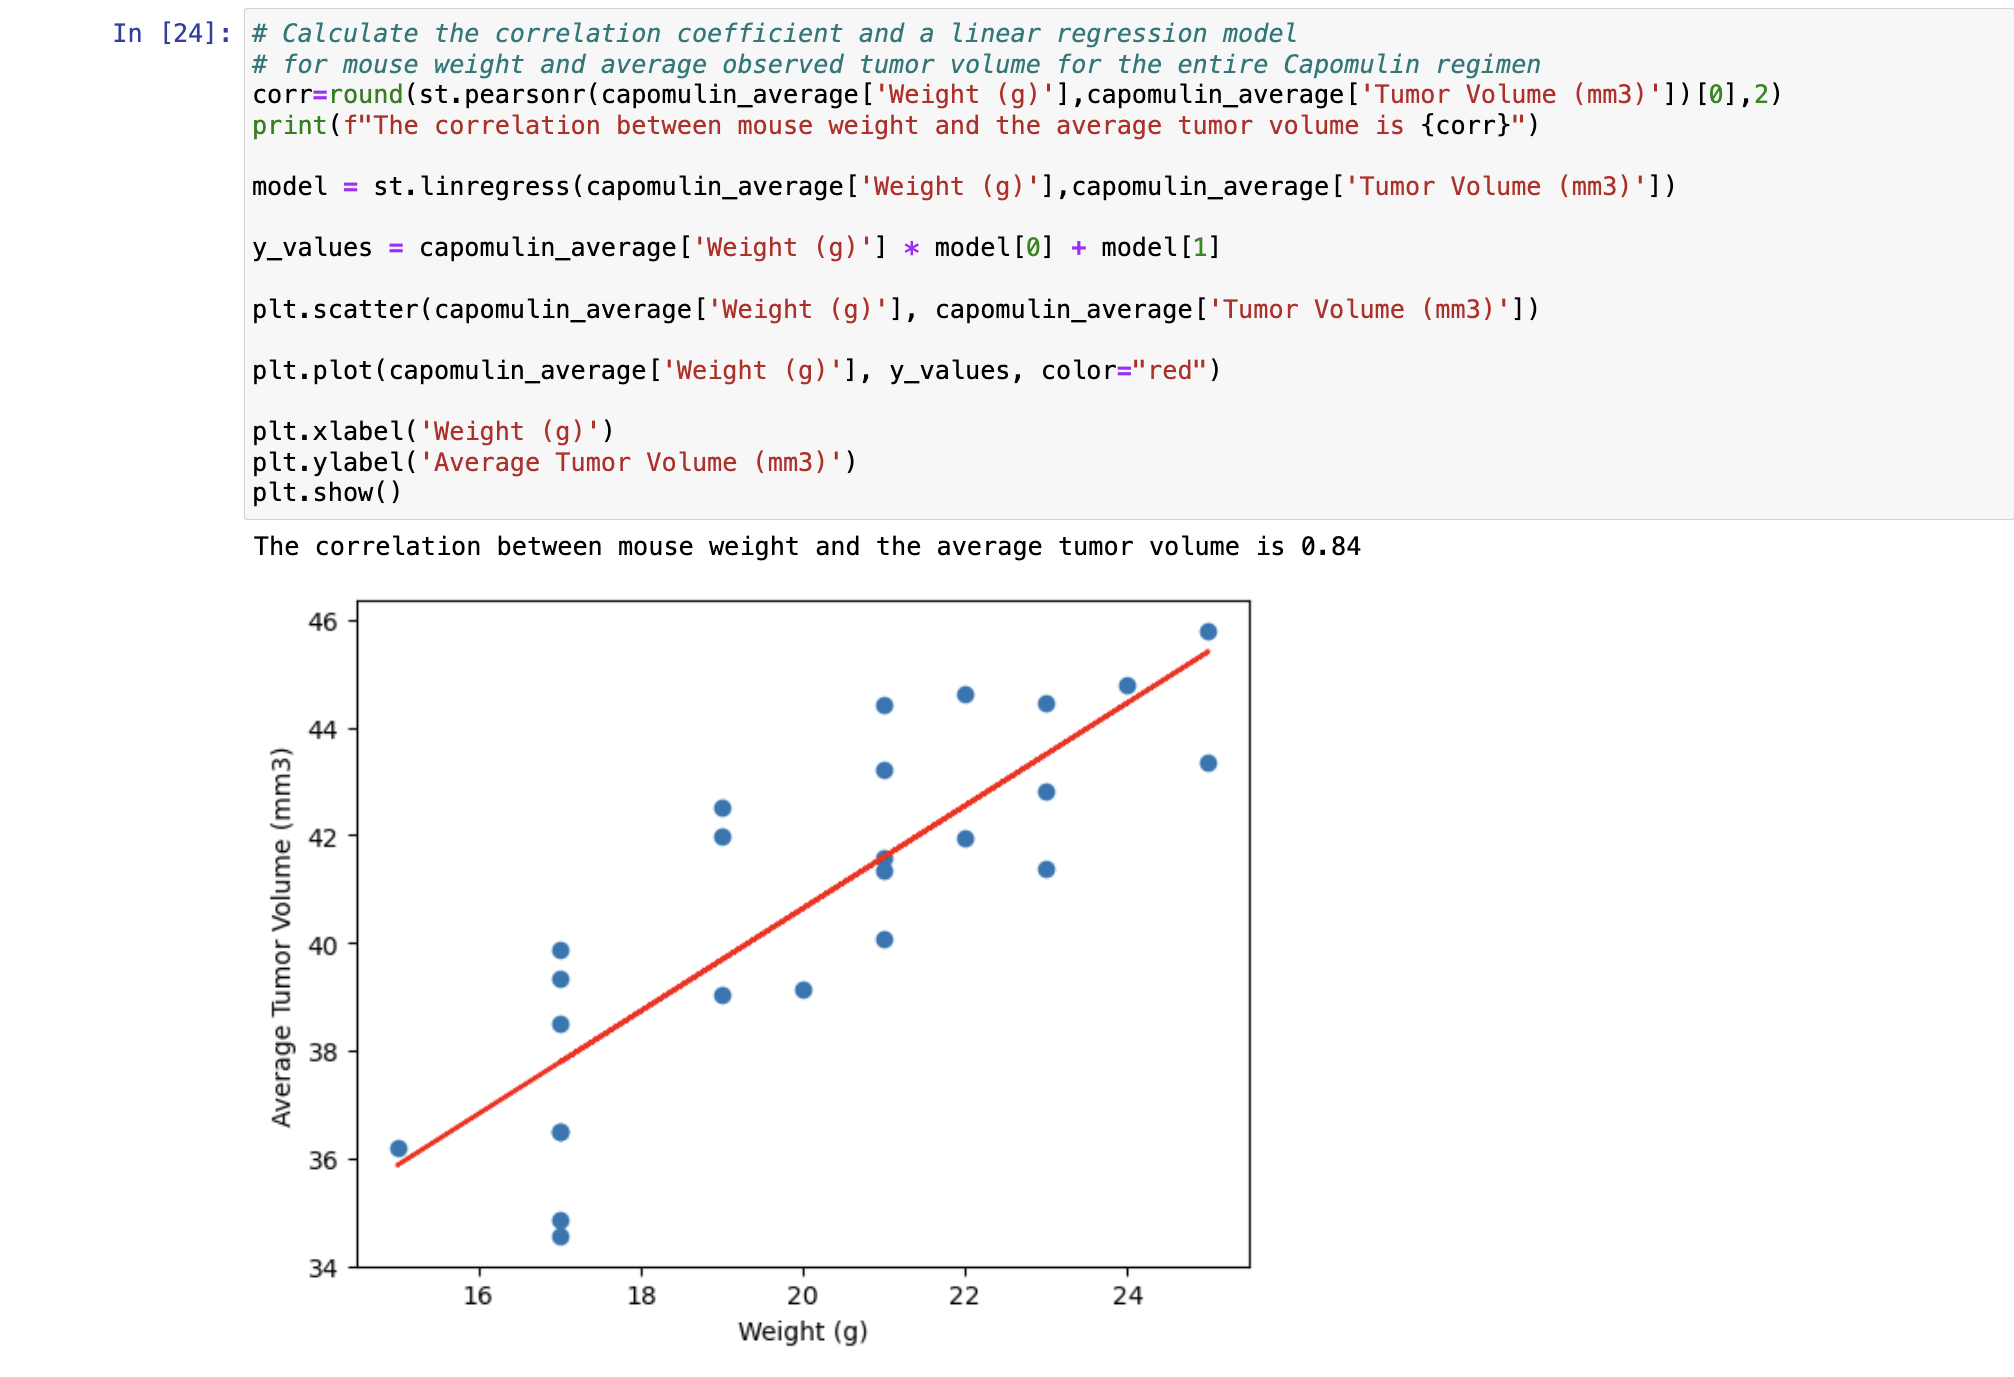 In [24]:
# Calculate the correlation coefficient and a linear regression model
# for mouse weight and average observed tumor volume for the entire Capomulin regimen
corr=round(st.pearsonr(capomulin_average['Weight (g)'],capomulin_average['Tumor Volume (mm3)'])[0],2)
print(f"The correlation between mouse weight and the average tumor volume is {corr}")
model = st.linregress(capomulin_average['Weight (g)'],capomulin_average['Tumor Volume (mm3)'])
y_values = capomulin_average['Weight (g)'] * model[0] + model[1]
plt.scatter(capomulin_average['Weight (g)'], capomulin_average['Tumor Volume (mm3)'])
plt.plot(capomulin_average['Weight (g)'], y_values, color="red")
plt.xlabel('Weight (g)')
plt.ylabel('Average Tumor Volume (mm3)')
plt.show()
The correlation between mouse weight and the average tumor volume is 0.84
46
44
42
40
38
36
34
Average Tumor Volume (mm3)
16 18 20 22 24
Weight (g)